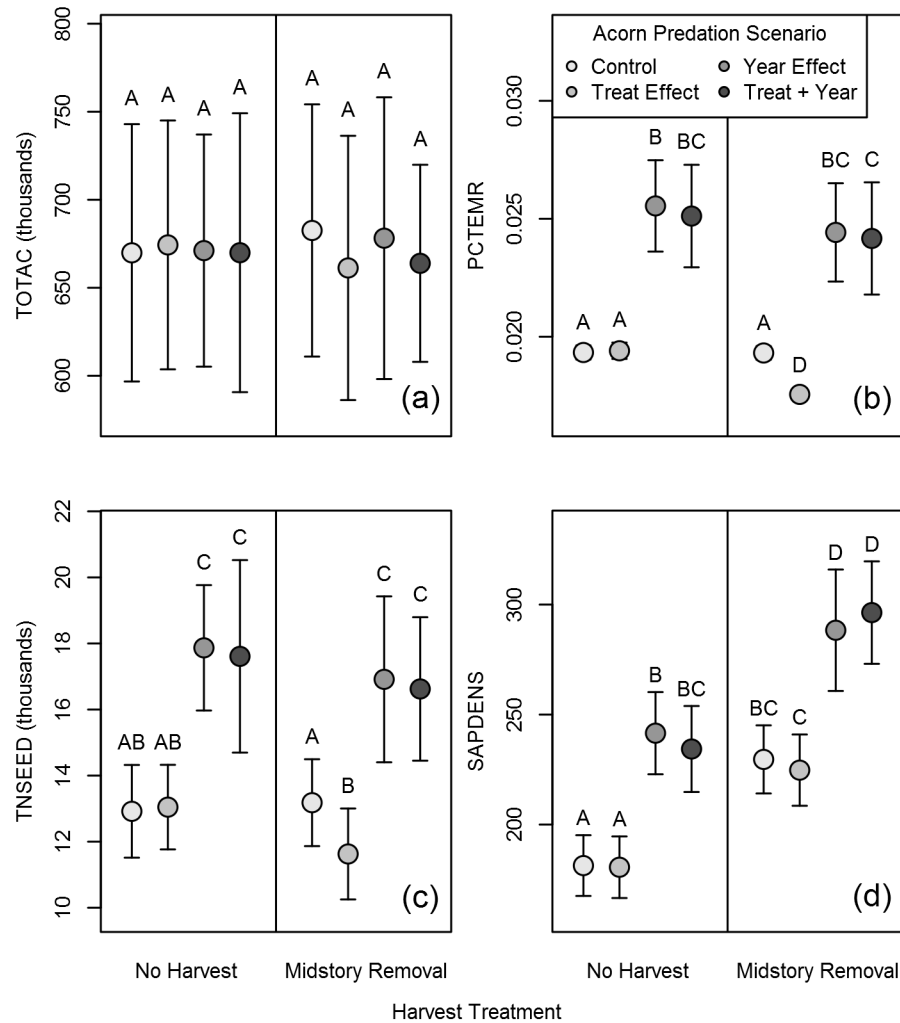 TOTAC (thousands)
800
750
700
650
600
A A A A
A A A A
(a)
PCTEMR
0.030
0.025
0.020
Acorn Predation Scenario
Control
Year Effect
Treat Effect
Treat + Year
A A B BC
A D BC C
(b)
TNSEED (thousands)
22
20
18
16
14
12
10
AB AB C C
A B C C
(c)
No Harvest
Midstory Removal
SAPDENS
300
250
200
A A B BC
BC C D D
(d)
No Harvest
Midstory Removal
Harvest Treatment